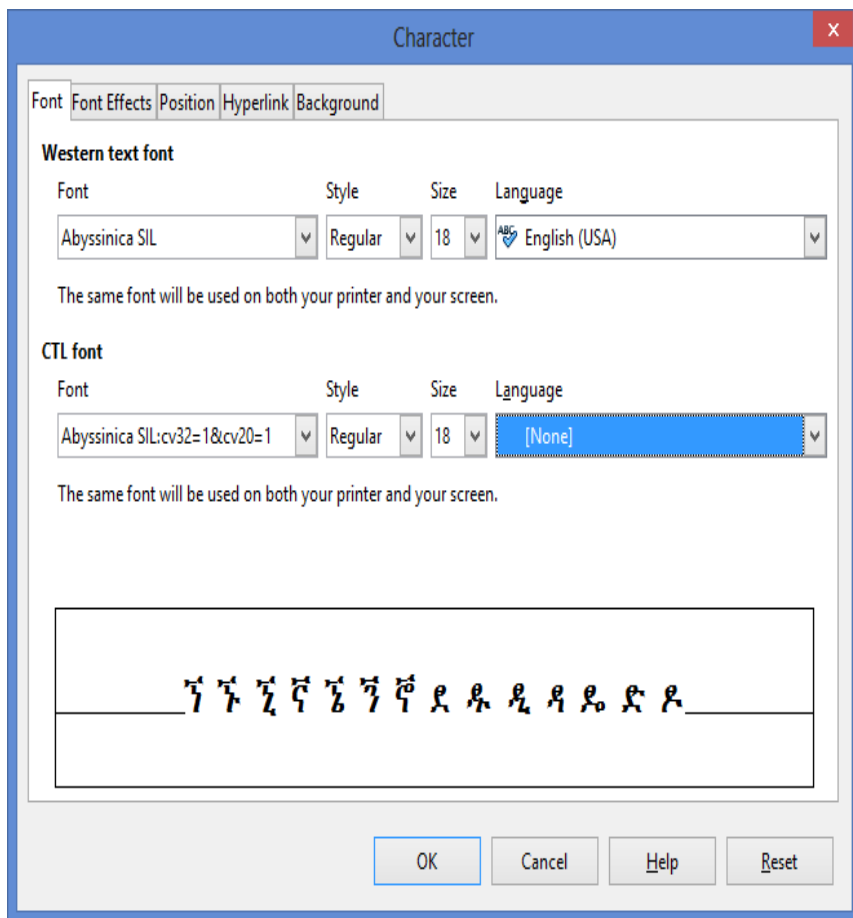 Character
x
Font Font Effects Position Hyperlink Background
Western text font
Font Style Size Language
Abyssinica SIL Regular 18 ABC English (USA)
The same font will be used on both your printer and your screen.
CTL font
Font Style Size Language
Abyssinica SIL:cv32=1&cv20=1 Regular 18 [None]
The same font will be used on both your printer and your screen.
ኘ ኙ ኚ ኛ ኜ ኝ ኞ ደ ዱ ዲ ዳ ዴ ድ ዶ
OK Cancel Help Reset